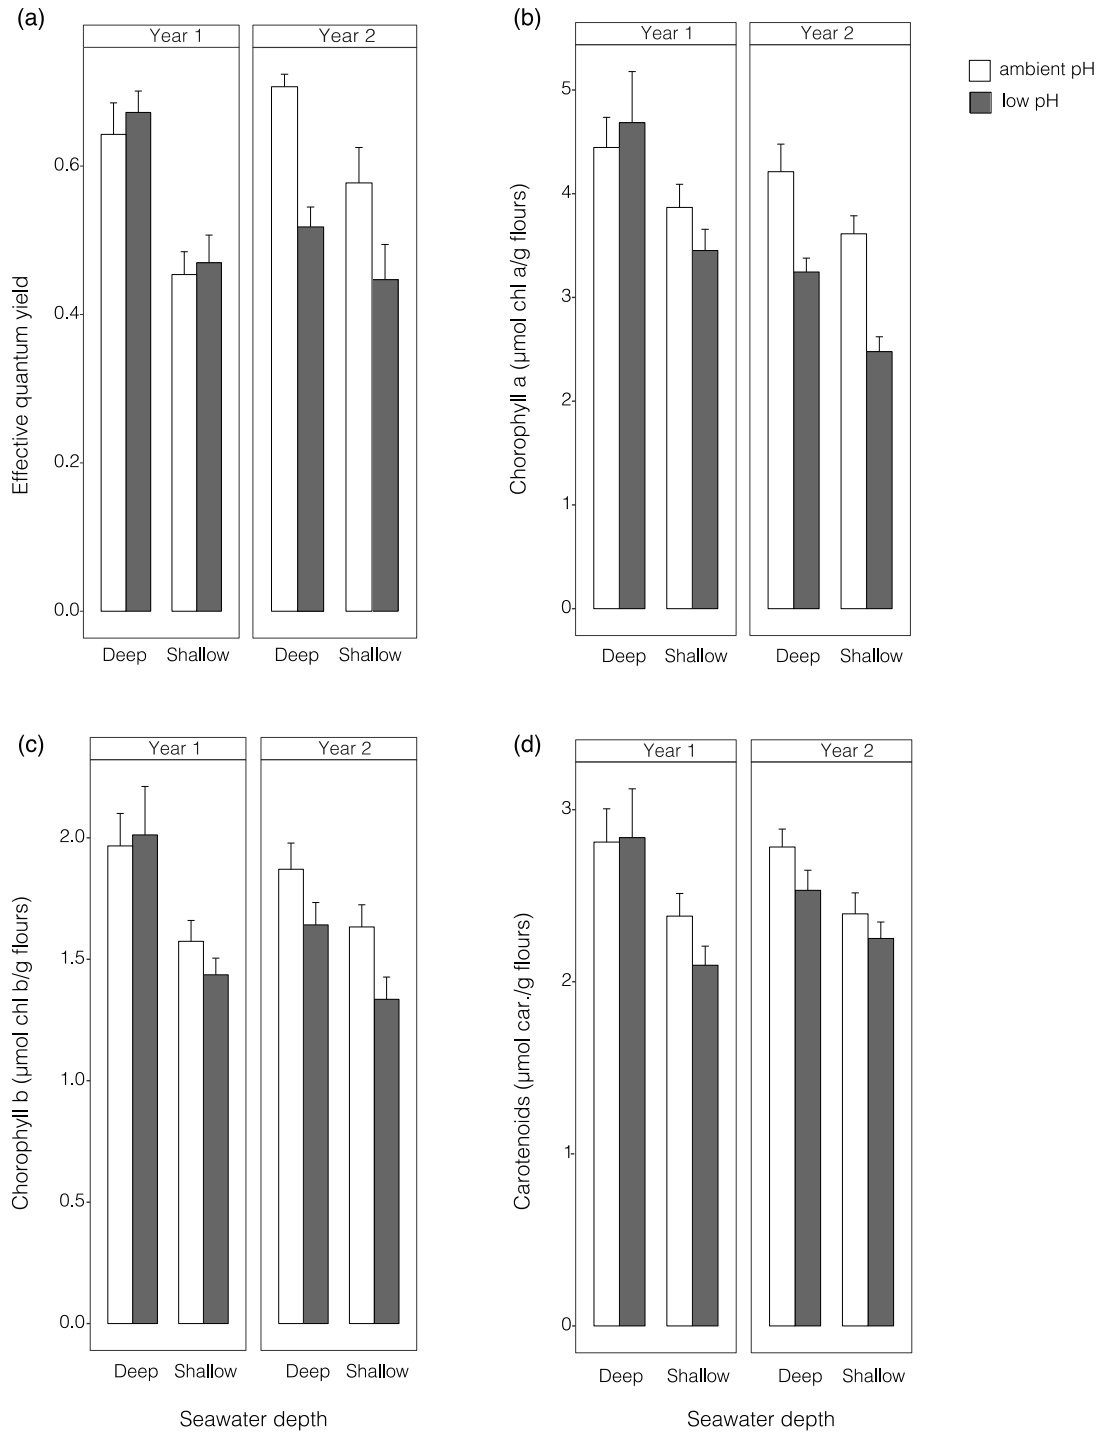 (a)
Year 1 Year 2
Effective quantum yield
0.6
0.4
0.2
0.0
Deep Shallow Deep Shallow
(b)
Year 1 Year 2
Chorophyll a (µmol chl a/g flours)
5
4
3
2
1
0
Deep Shallow Deep Shallow
ambient pH
low pH
(c)
Year 1 Year 2
Chorophyll b (µmol chl b/g flours)
2.0
1.5
1.0
0.5
0.0
Deep Shallow Deep Shallow
Seawater depth
(d)
Year 1 Year 2
Carotenoids (µmol car./g flours)
3
2
1
0
Deep Shallow Deep Shallow
Seawater depth